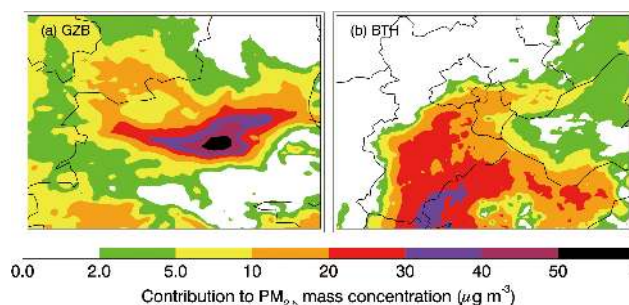 (a) GZB
(b) BTH
0.0 2.0 5.0 10 20 30 40 50
Contribution to PM2.5 mass concentration (μg m-3)